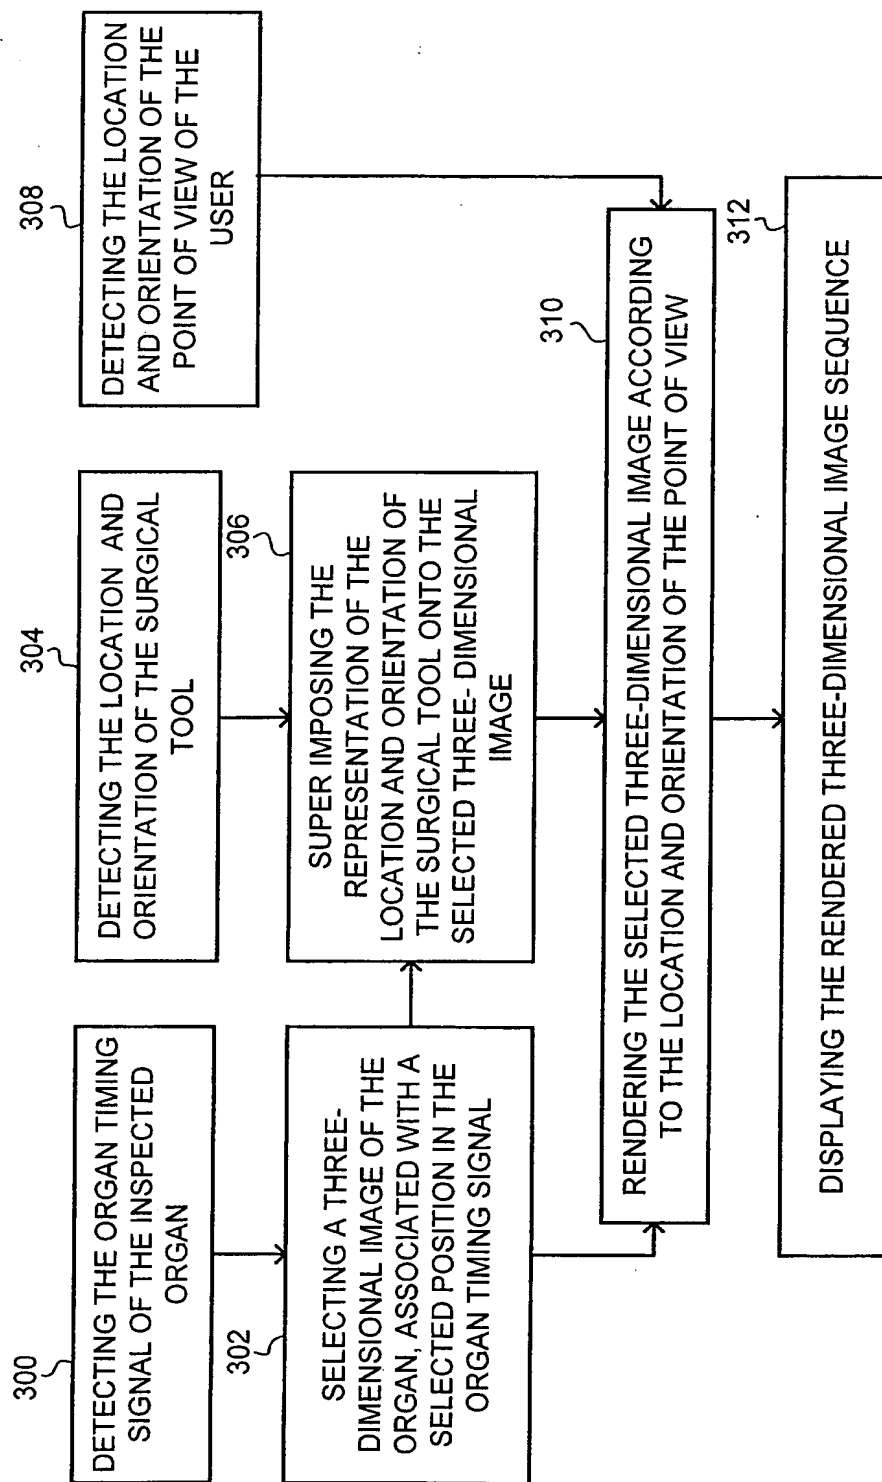 300
DETECTING THE ORGAN TIMING
SIGNAL OF THE INSPECTED
ORGAN
302
SELECTING A THREE-
DIMENSIONAL IMAGE OF THE
ORGAN, ASSOCIATED WITH A
SELECTED POSITION IN THE
ORGAN TIMING SIGNAL
304
DETECTING THE LOCATION AND
ORIENTATION OF THE SURGICAL
TOOL
306
SUPER IMPOSING THE
REPRESENTATION OF THE
LOCATION AND ORIENTATION OF
THE SURGICAL TOOL ONTO THE
SELECTED THREE- DIMENSIONAL
IMAGE
308
DETECTING THE LOCATION
AND ORIENTATION OF THE
POINT OF VIEW OF THE
USER
310
RENDERING THE SELECTED THREE-DIMENSIONAL IMAGE ACCORDING
TO THE LOCATION AND ORIENTATION OF THE POINT OF VIEW
312
DISPLAYING THE RENDERED THREE-DIMENSIONAL IMAGE SEQUENCE